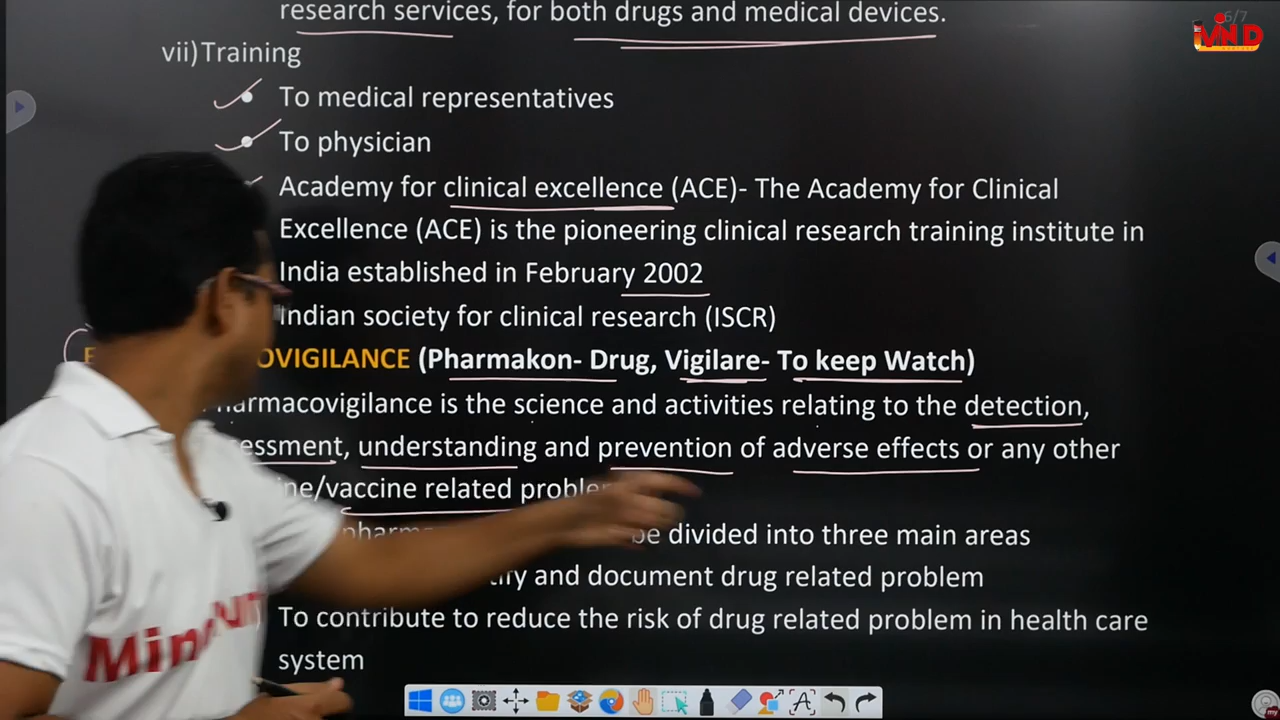 6/7
MIND
research services, for both drugs and medical devices.
vii) Training
To medical representatives
To physician
Academy for clinical excellence (ACE)- The Academy for Clinical
Excellence (ACE) is the pioneering clinical research training institute in
India established in February 2002
Indian society for clinical research (ISCR)
OVIGILANCE (Pharmakon- Drug, Vigilare- To keep Watch)
armacovigilance is the science and activities relating to the detection,
essment, understanding and prevention of adverse effects or any other
ine/vaccine related proble
be divided into three main areas
tify and document drug related problem
To contribute to reduce the risk of drug related problem in health care
system